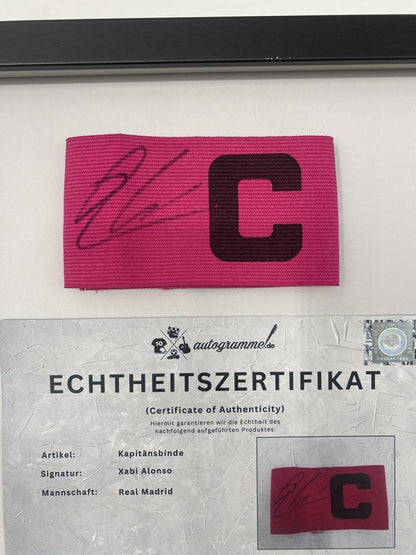 C
10
autogramme.de
ECHTHEITSZERTIFIKAT
(Certificate of Authenticity)
Hiermit garantieren wir die Echtheit des
nachfolgend aufgeführten Produktes:
Artikel: Kapitänsbinde
Signatur: Xabi Alonso
Mannschaft: Real Madrid
C